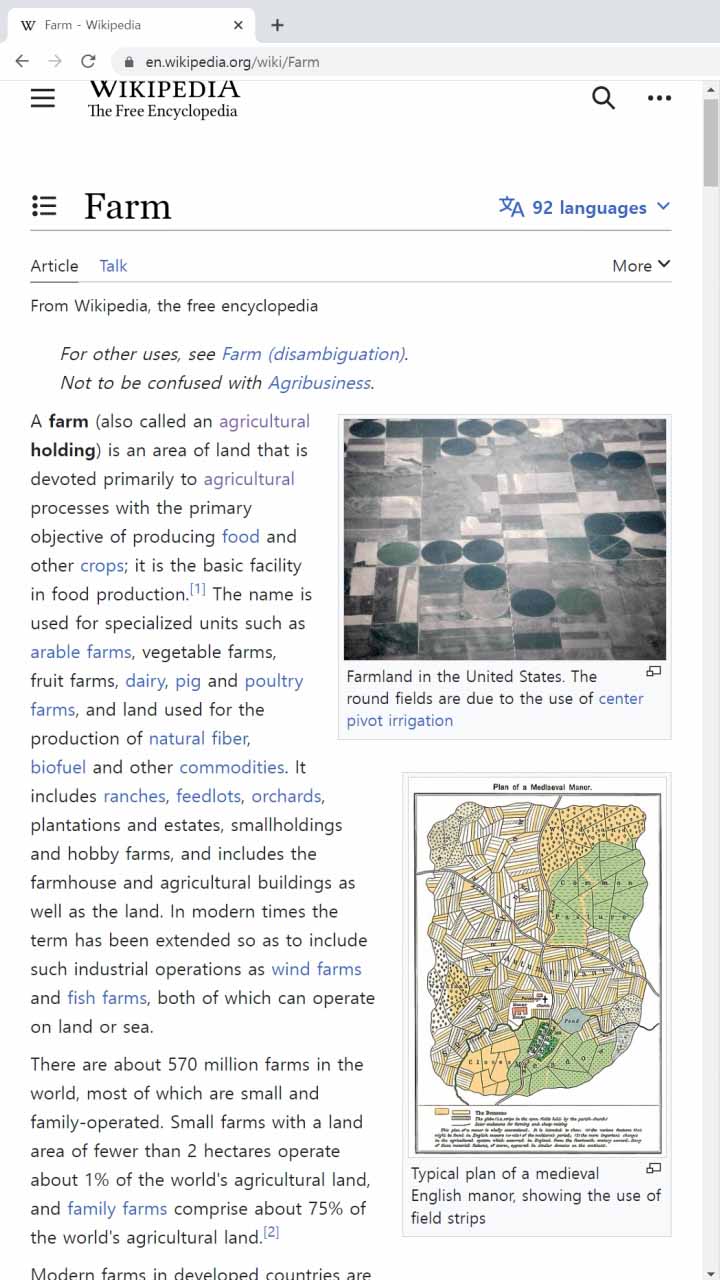 Farm - Wikipedia
en.wikipedia.org/wiki/Farm
WIKIPEDIA
The Free Encyclopedia
Farm
92 languages
Article Talk
More
From Wikipedia, the free encyclopedia
For other uses, see Farm (disambiguation).
Not to be confused with Agribusiness.
A farm (also called an agricultural
holding) is an area of land that is
devoted primarily to agricultural
processes with the primary
objective of producing food and
other crops; it is the basic facility
in food production.[1] The name is
used for specialized units such as
arable farms, vegetable farms,
fruit farms, dairy, pig and poultry
farms, and land used for the
production of natural fiber,
biofuel and other commodities. It
includes ranches, feedlots, orchards,
plantations and estates, smallholdings
and hobby farms, and includes the
farmhouse and agricultural buildings as
well as the land. In modern times the
term has been extended so as to include
such industrial operations as wind farms
and fish farms, both of which can operate
on land or sea.
There are about 570 million farms in the
world, most of which are small and
family-operated. Small farms with a land
area of fewer than 2 hectares operate
about 1% of the world's agricultural land,
and family farms comprise about 75% of
the world's agricultural land.[2]
Modern farms in developed countries are
Farmland in the United States. The
round fields are due to the use of center
pivot irrigation
Plan of a Mediaeval Manor.
Common
Pasture
Pond
Close
The Demesne
Typical plan of a medieval
English manor, showing the use of
field strips